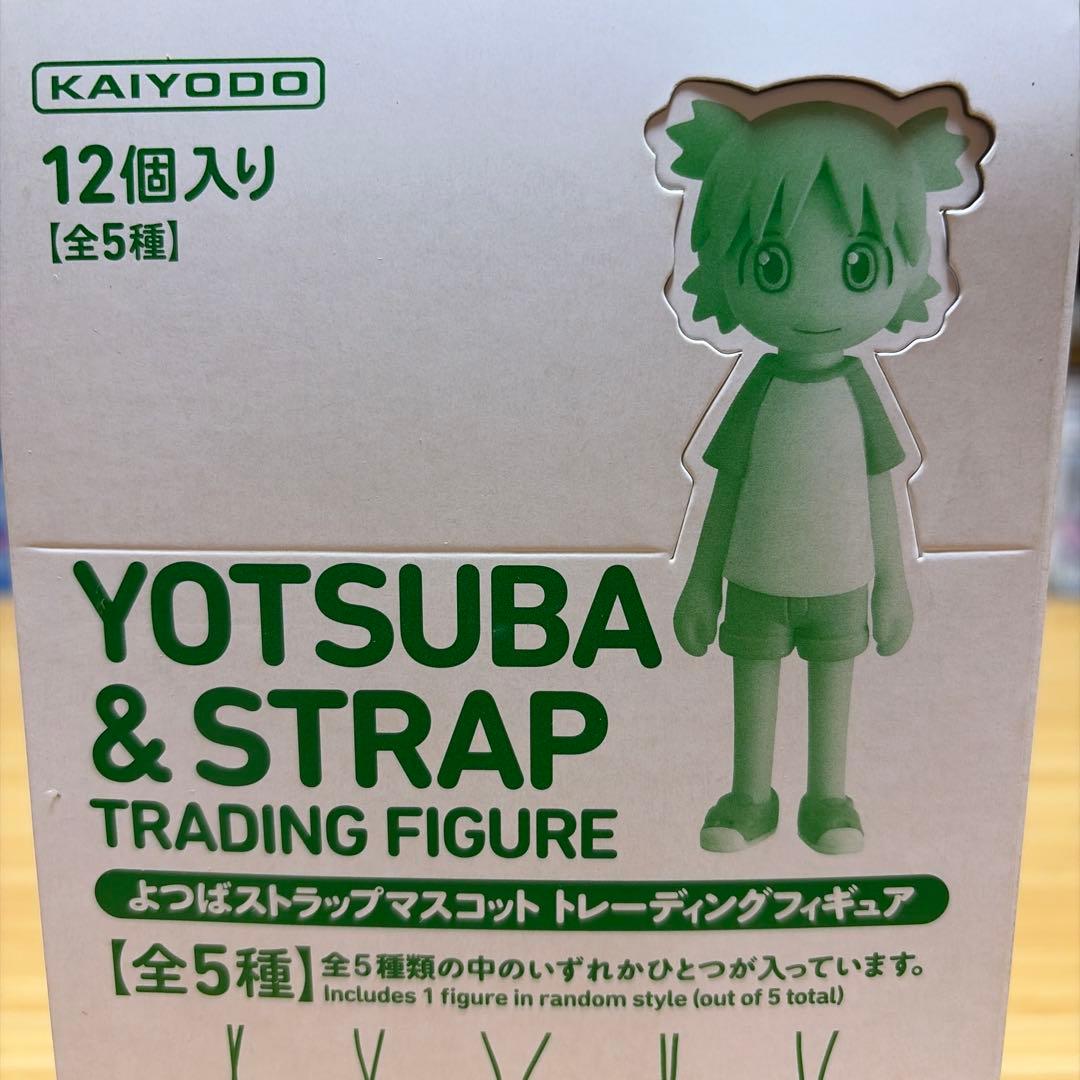 KAIYODO
12個入り
【全5種】
YOTSUBA
& STRAP
TRADING FIGURE
よつばストラップマスコット トレーディングフィギュア
【全5種】全5種類の中のいずれかひとつが入っています。
Includes 1 figure in random style (out of 5 total)